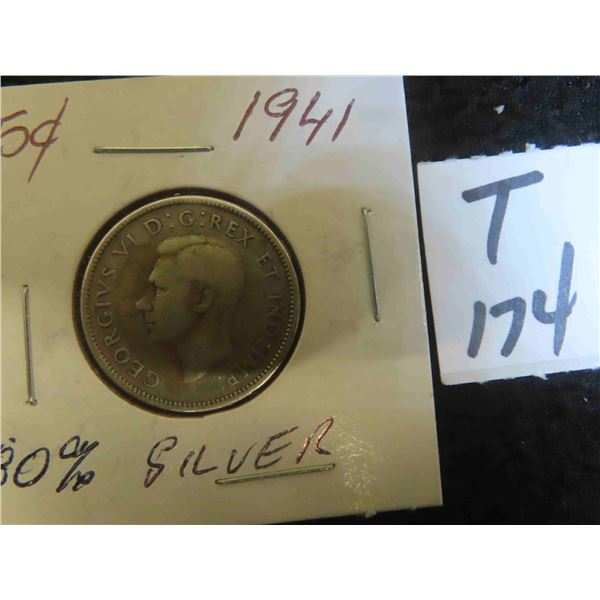 5¢ 1941
GEORGIVS VI D:G:REX ET IND:IMP:
80% SILVER
T
174